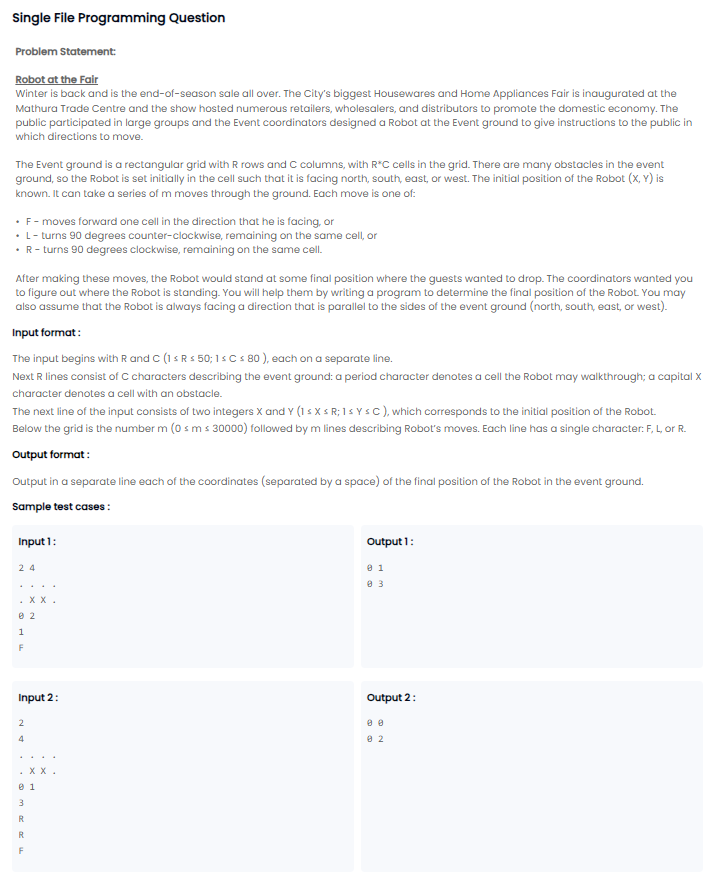 Single File Programming Question
Problem Statement:
Robot at the Fair
Winter is back and is the end-of-season sale all over. The City's biggest Housewares and Home Appliances Fair is inaugurated at the
Mathura Trade Centre and the show hosted numerous retailers, wholesalers, and distributors to promote the domestic economy. The
public participated in large groups and the Event coordinators designed a Robot at the Event ground to give instructions to the public in
which directions to move.
The Event ground is a rectangular grid with R rows and C columns, with R*C cells in the grid. There are many obstacles in the event
ground, so the Robot is set initially in the cell such that it is facing north, south, east, or west. The initial position of the Robot (X, Y) is
known. It can take a series of m moves through the ground. Each move is one of:
• F - moves forward one cell in the direction that he is facing, or
• L - turns 90 degrees counter-clockwise, remaining on the same cell, or
• R - turns 90 degrees clockwise, remaining on the same cell.
After making these moves, the Robot would stand at some final position where the guests wanted to drop. The coordinators wanted you
to figure out where the Robot is standing. You will help them by writing a program to determine the final position of the Robot. You may
also assume that the Robot is always facing a direction that is parallel to the sides of the event ground (north, south, east, or west).
Input format :
The input begins with R and C (1 ≤ R ≤ 50; 1 ≤ C ≤ 80 ), each on a separate line.
Next R lines consist of C characters describing the event ground: a period character denotes a cell the Robot may walkthrough; a capital X
character denotes a cell with an obstacle.
The next line of the input consists of two integers X and Y (1 ≤ X ≤ R; 1 ≤ Y ≤ C ), which corresponds to the initial position of the Robot.
Below the grid is the number m (0 ≤ m ≤ 30000) followed by m lines describing Robot's moves. Each line has a single character: F, L, or R.
Output format :
Output in a separate line each of the coordinates (separated by a space) of the final position of the Robot in the event ground.
Sample test cases :
Input 1 :
2 4
. . . .
. X X .
0 2
1
F
Output 1 :
0 1
0 3
Input 2 :
2
4
. . . .
. X X .
0 1
3
R
R
F
Output 2 :
0 0
0 2